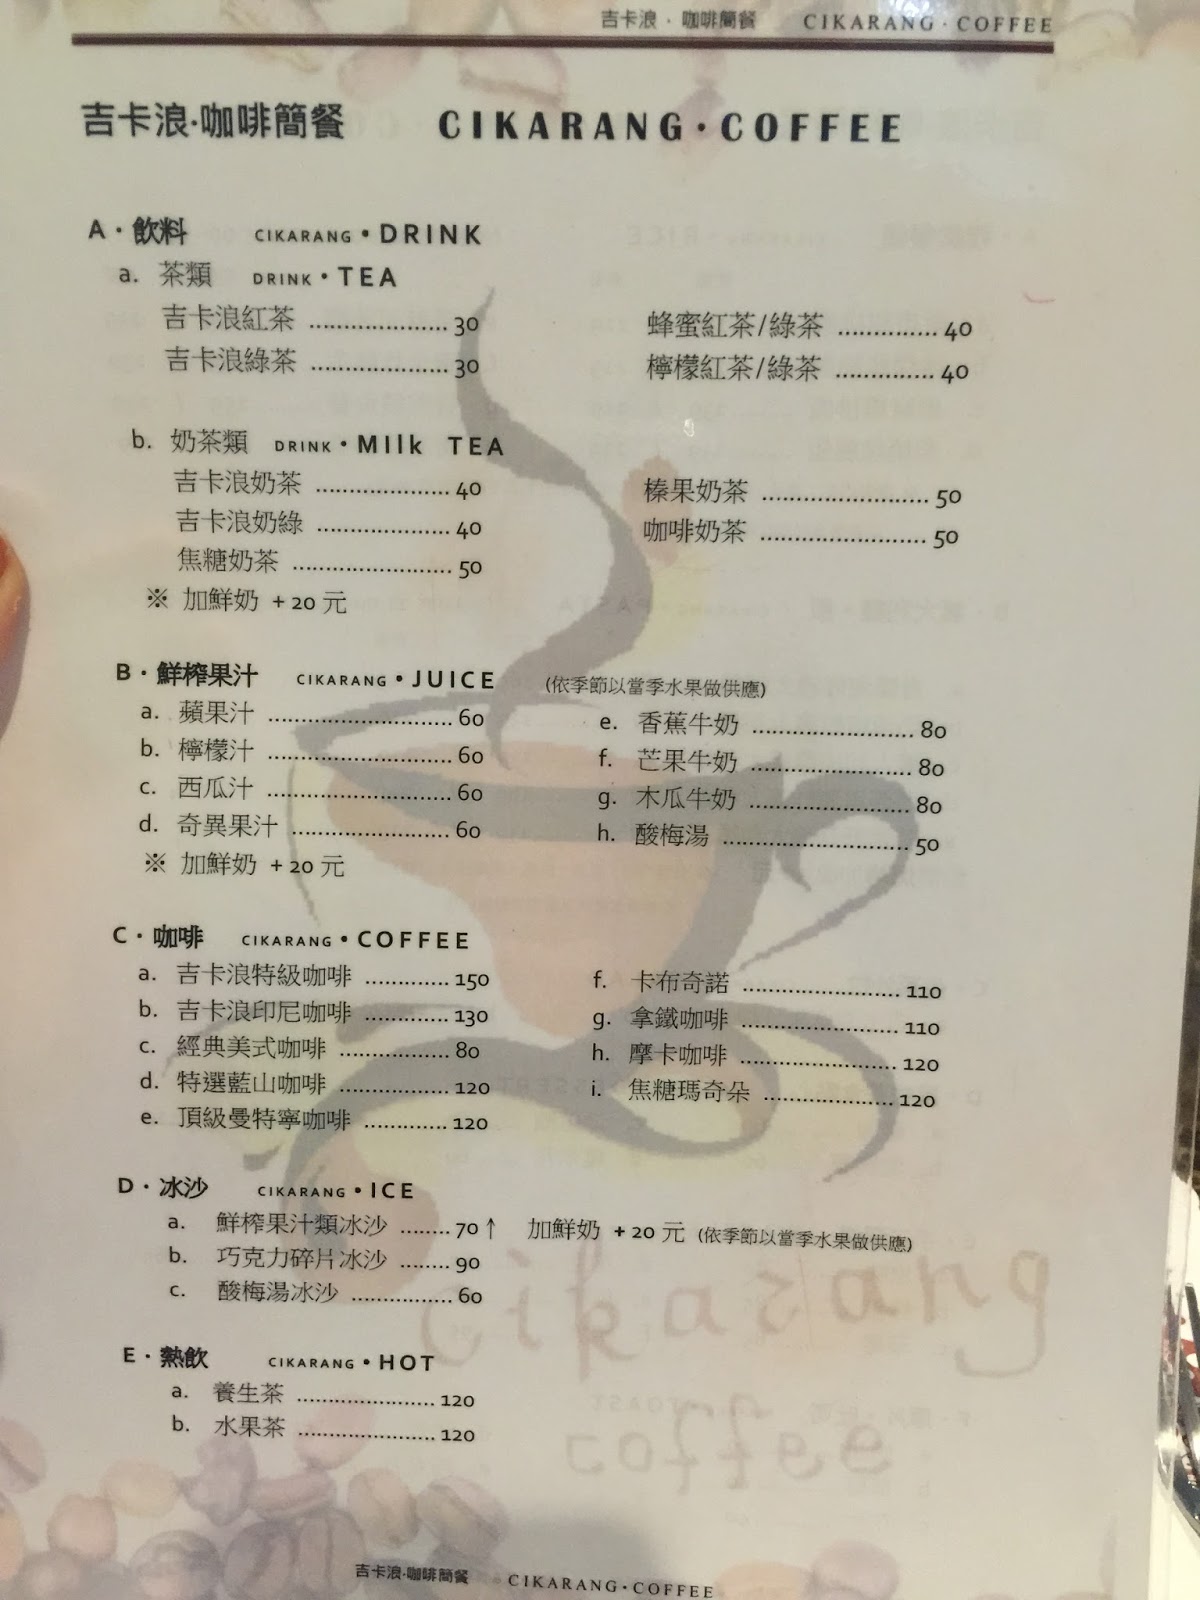 吉卡浪·咖啡簡餐 CIKARANG·COFFEE
吉卡浪·咖啡簡餐 CIKARANG·COFFEE
A·飲料 CIKARANG·DRINK
a. 茶類 DRINK·TEA
吉卡浪紅茶 ..................... 30
蜂蜜紅茶/綠茶 ............... 40
吉卡浪綠茶 ..................... 30
檸檬紅茶/綠茶 ............... 40
b. 奶茶類 DRINK·Milk TEA
吉卡浪奶茶 .................... 40
榛果奶茶 ......................... 50
吉卡浪奶綠 .................... 40
咖啡奶茶 ......................... 50
焦糖奶茶 ........................ 50
※ 加鮮奶 +20 元
B·鮮榨果汁 CIKARANG·JUICE (依季節以當季水果做供應)
a. 蘋果汁 ............................ 60
e. 香蕉牛奶 ......................... 80
b. 檸檬汁 ............................ 60
f. 芒果牛奶 ......................... 80
c. 西瓜汁 ............................ 60
g. 木瓜牛奶 ......................... 80
d. 奇異果汁 ........................ 60
h. 酸梅湯 ............................ 50
※ 加鮮奶 +20 元
C·咖啡 CIKARANG·COFFEE
a. 吉卡浪特級咖啡 ............. 150
f. 卡布奇諾 ........................ 110
b. 吉卡浪印尼咖啡 ............. 130
g. 拿鐵咖啡 ........................ 110
c. 經典美式咖啡 ................. 80
h. 摩卡咖啡 ........................ 120
d. 特選藍山咖啡 ................. 120
i. 焦糖瑪奇朵 .................... 120
e. 頂級曼特寧咖啡 ............. 120
D·冰沙 CIKARANG·ICE
a. 鮮榨果汁類冰沙 ........ 70↑ 加鮮奶 +20 元 (依季節以當季水果做供應)
b. 巧克力碎片冰沙 ........ 90
c. 酸梅湯冰沙 ................ 60
Cikarang
E·熱飲 CIKARANG·HOT
a. 養生茶 ..................... 120
b. 水果茶 ..................... 120
coffee
吉卡浪·咖啡簡餐 CIKARANG·COFFEE